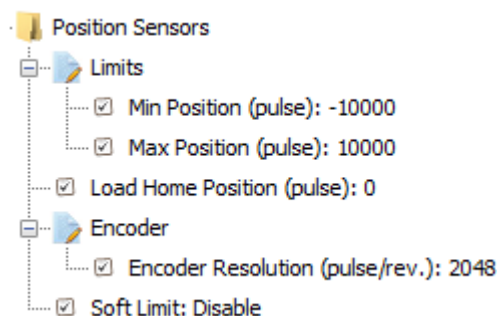 Position Sensors
Limits
Min Position (pulse): -10000
Max Position (pulse): 10000
Load Home Position (pulse): 0
Encoder
Encoder Resolution (pulse/rev.): 2048
Soft Limit: Disable